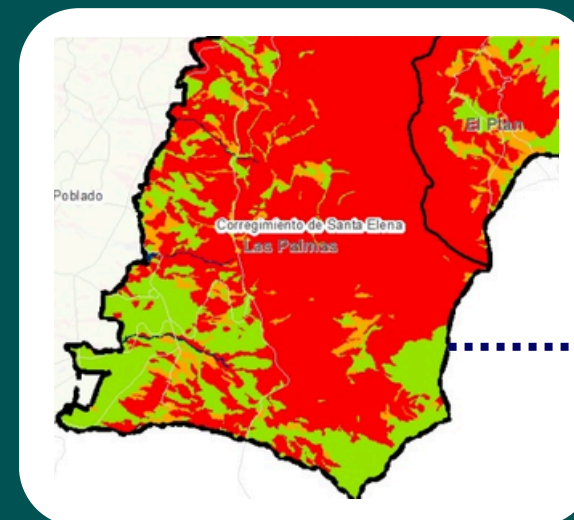 El Plan
Poblado
Corregimiento de Santa Elena
Las Palmas